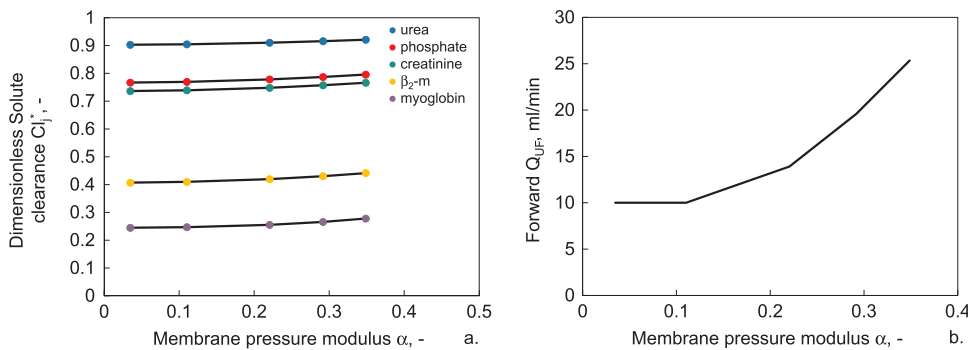 Dimensionless Solute
clearance Cl*j, -
1
0.9
0.8
0.7
0.6
0.5
0.4
0.3
0.2
0.1
0
0
0.1
0.2
0.3
0.4
0.5
urea
phosphate
creatinine
β2-m
myoglobin
Membrane pressure modulus α, -
a.
Forward QUF, ml/min
30
25
20
15
10
5
0
0
0.1
0.2
0.3
0.4
Membrane pressure modulus α, -
b.